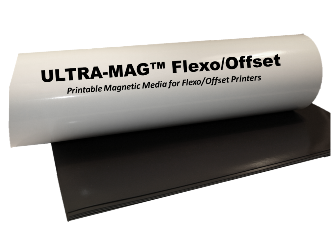 ULTRA-MAG™ Flexo/Offset
Printable Magnetic Media for Flexo/Offset Printers